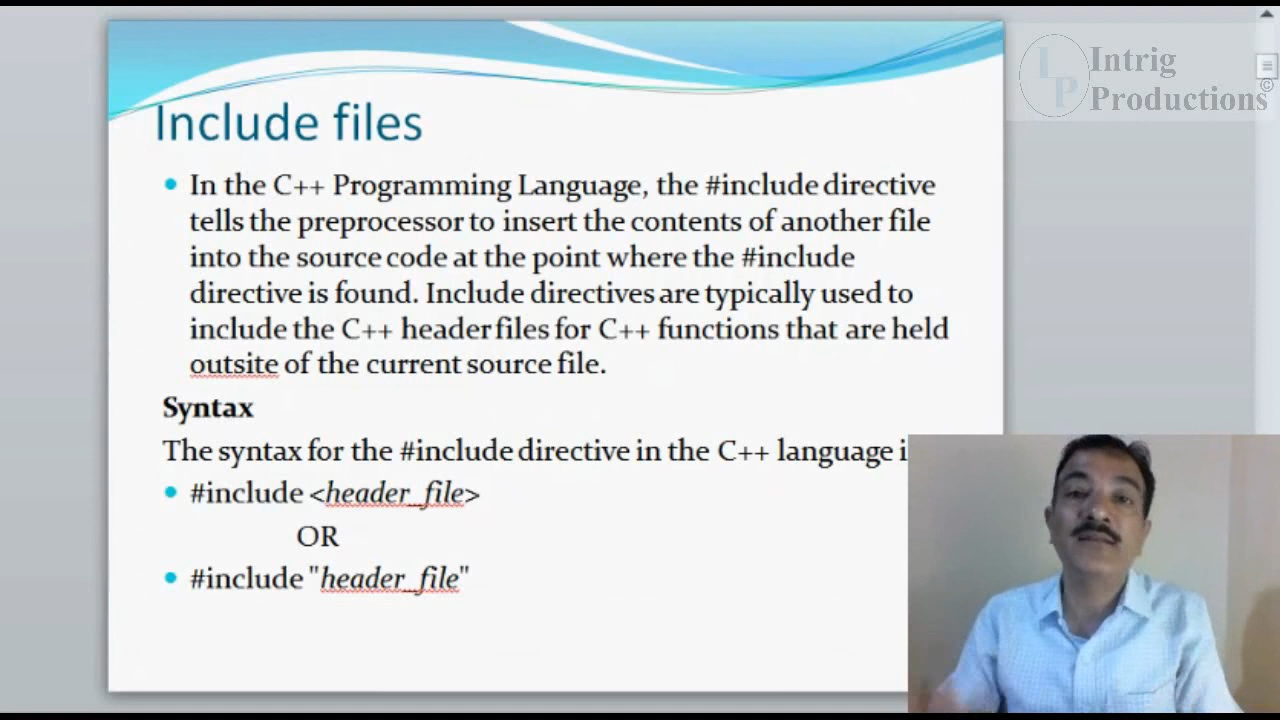 Include files
In the C++ Programming Language, the #include directive
tells the preprocessor to insert the contents of another file
into the source code at the point where the #include
directive is found. Include directives are typically used to
include the C++ header files for C++ functions that are held
outsite of the current source file.
Syntax
The syntax for the #include directive in the C++ language i
#include <header_file>
OR
#include "header_file"
LP
Intrig
Productions©